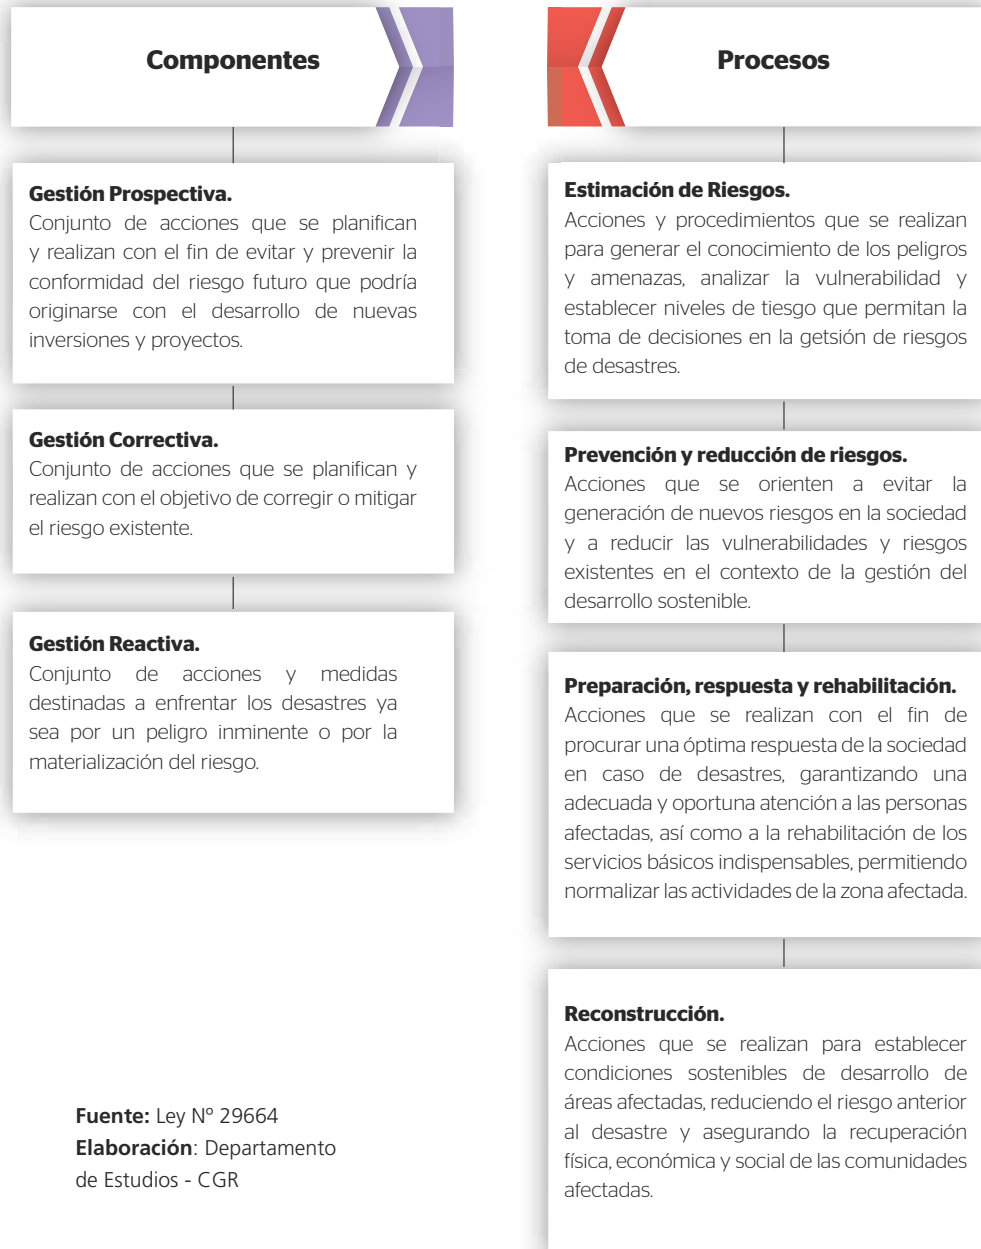 Componentes
Gestión Prospectiva.
Conjunto de acciones que se planifican
y realizan con el fin de evitar y prevenir la
conformidad del riesgo futuro que podría
originarse con el desarrollo de nuevas
inversiones y proyectos.
Gestión Correctiva.
Conjunto de acciones que se planifican y
realizan con el objetivo de corregir o mitigar
el riesgo existente.
Gestión Reactiva.
Conjunto de acciones y medidas
destinadas a enfrentar los desastres ya
sea por un peligro inminente o por la
materialización del riesgo.
Fuente: Ley Nº 29664
Elaboración: Departamento
de Estudios - CGR
Procesos
Estimación de Riesgos.
Acciones y procedimientos que se realizan
para generar el conocimiento de los peligros
y amenazas, analizar la vulnerabilidad y
establecer niveles de tiesgo que permitan la
toma de decisiones en la getsión de riesgos
de desastres.
Prevención y reducción de riesgos.
Acciones que se orienten a evitar la
generación de nuevos riesgos en la sociedad
y a reducir las vulnerabilidades y riesgos
existentes en el contexto de la gestión del
desarrollo sostenible.
Preparación, respuesta y rehabilitación.
Acciones que se realizan con el fin de
procurar una óptima respuesta de la sociedad
en caso de desastres, garantizando una
adecuada y oportuna atención a las personas
afectadas, así como a la rehabilitación de los
servicios básicos indispensables, permitiendo
normalizar las actividades de la zona afectada.
Reconstrucción.
Acciones que se realizan para establecer
condiciones sostenibles de desarrollo de
áreas afectadas, reduciendo el riesgo anterior
al desastre y asegurando la recuperación
física, económica y social de las comunidades
afectadas.